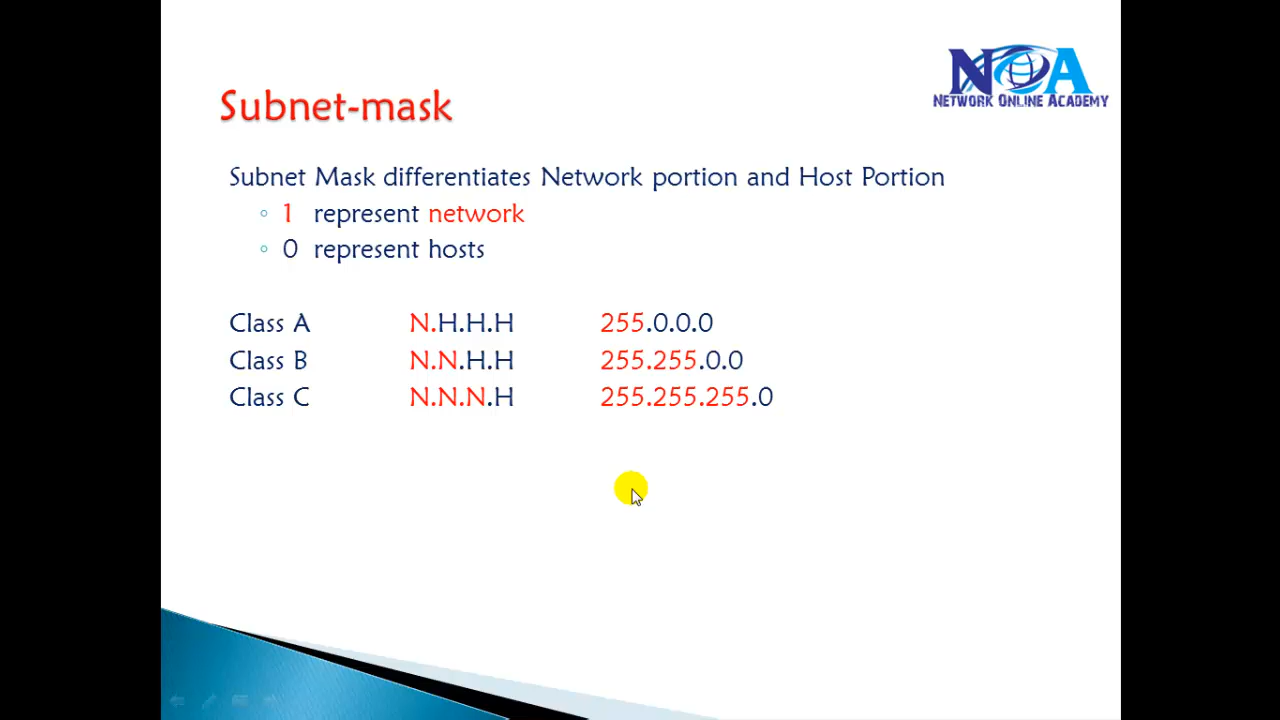 NOA
NETWORK ONLINE ACADEMY
Subnet-mask
Subnet Mask differentiates Network portion and Host Portion
1 represent network
0 represent hosts
Class A N.H.H.H 255.0.0.0
Class B N.N.H.H 255.255.0.0
Class C N.N.N.H 255.255.255.0